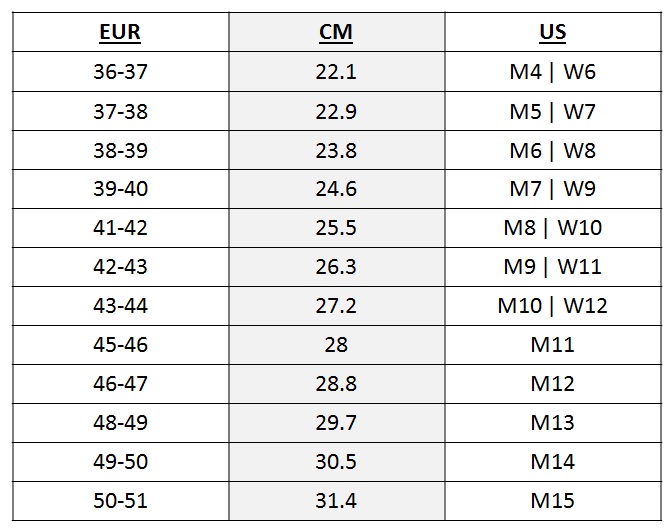 EUR CM US
36-37 22.1 M4 | W6
37-38 22.9 M5 | W7
38-39 23.8 M6 | W8
39-40 24.6 M7 | W9
41-42 25.5 M8 | W10
42-43 26.3 M9 | W11
43-44 27.2 M10 | W12
45-46 28 M11
46-47 28.8 M12
48-49 29.7 M13
49-50 30.5 M14
50-51 31.4 M15